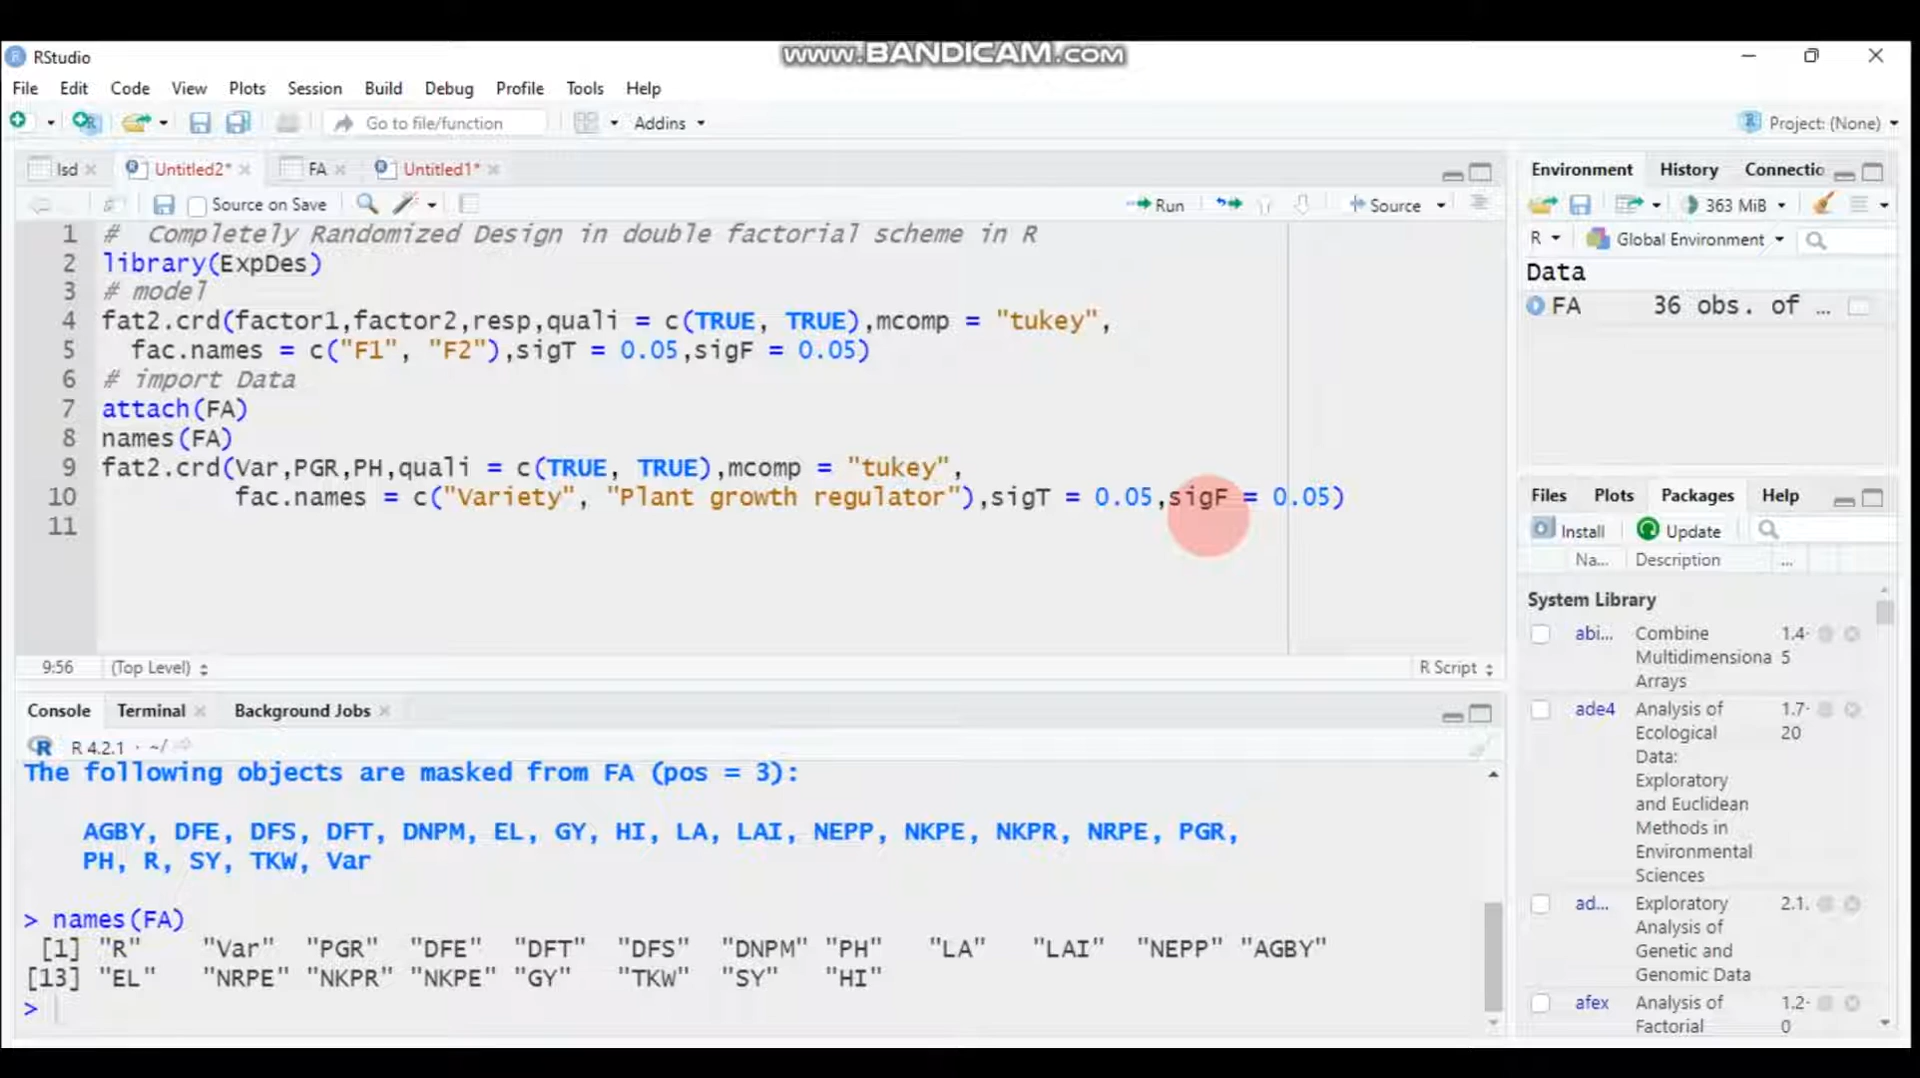 www.BANDICAM.com
RStudio
File Edit Code View Plots Session Build Debug Profile Tools Help
Go to file/function Addins Project: (None)
lsd Untitled2* FA Untitled1*
Source on Save Run Source
1 # Completely Randomized Design in double factorial scheme in R
2 library(ExpDes)
3 # model
4 fat2.crd(factor1,factor2,resp,quali = c(TRUE, TRUE),mcomp = "tukey",
5 fac.names = c("F1", "F2"),sigT = 0.05,sigF = 0.05)
6 # import Data
7 attach(FA)
8 names(FA)
9 fat2.crd(Var,PGR,PH,quali = c(TRUE, TRUE),mcomp = "tukey",
10 fac.names = c("Variety", "Plant growth regulator"),sigT = 0.05,sigF = 0.05)
11
9:56 (Top Level) R Script
Console Terminal Background Jobs
R 4.2.1 · ~/
The following objects are masked from FA (pos = 3):
AGBY, DFE, DFS, DFT, DNPM, EL, GY, HI, LA, LAI, NEPP, NKPE, NKPR, NRPE, PGR,
PH, R, SY, TKW, Var
> names(FA)
[1] "R" "Var" "PGR" "DFE" "DFT" "DFS" "DNPM" "PH" "LA" "LAI" "NEPP" "AGBY"
[13] "EL" "NRPE" "NKPR" "NKPE" "GY" "TKW" "SY" "HI"
>
Environment History Connectio
363 MiB
R Global Environment
Data
FA 36 obs. of ...
Files Plots Packages Help
Install Update
Na... Description ...
System Library
abi... Combine 1.4-
Multidimensiona 5
Arrays
ade4 Analysis of 1.7-
Ecological 20
Data:
Exploratory
and Euclidean
Methods in
Environmental
Sciences
ad... Exploratory 2.1.
Analysis of
Genetic and
Genomic Data
afex Analysis of 1.2-
Factorial 0